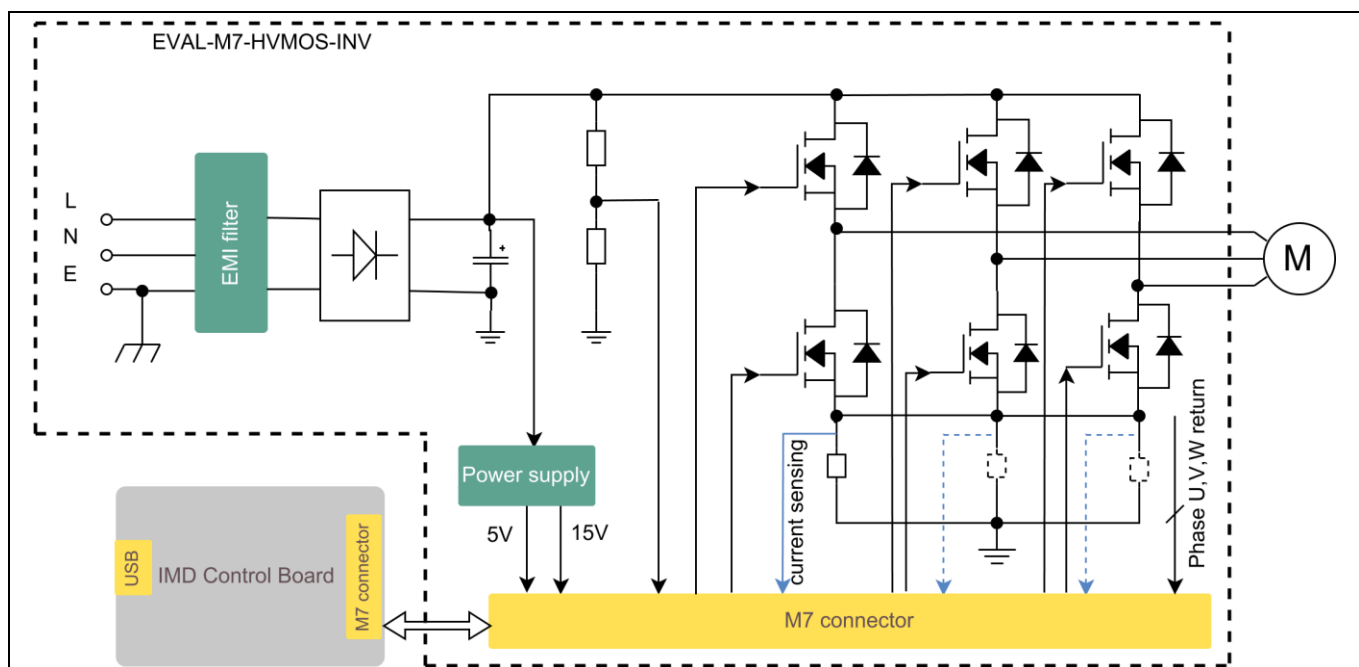 EVAL-M7-HVMOS-INV
L
N
E
EMI filter
+
M
Power supply
5V
15V
current sensing
Phase U,V,W return
USB
IMD Control Board
M7 connector
M7 connector